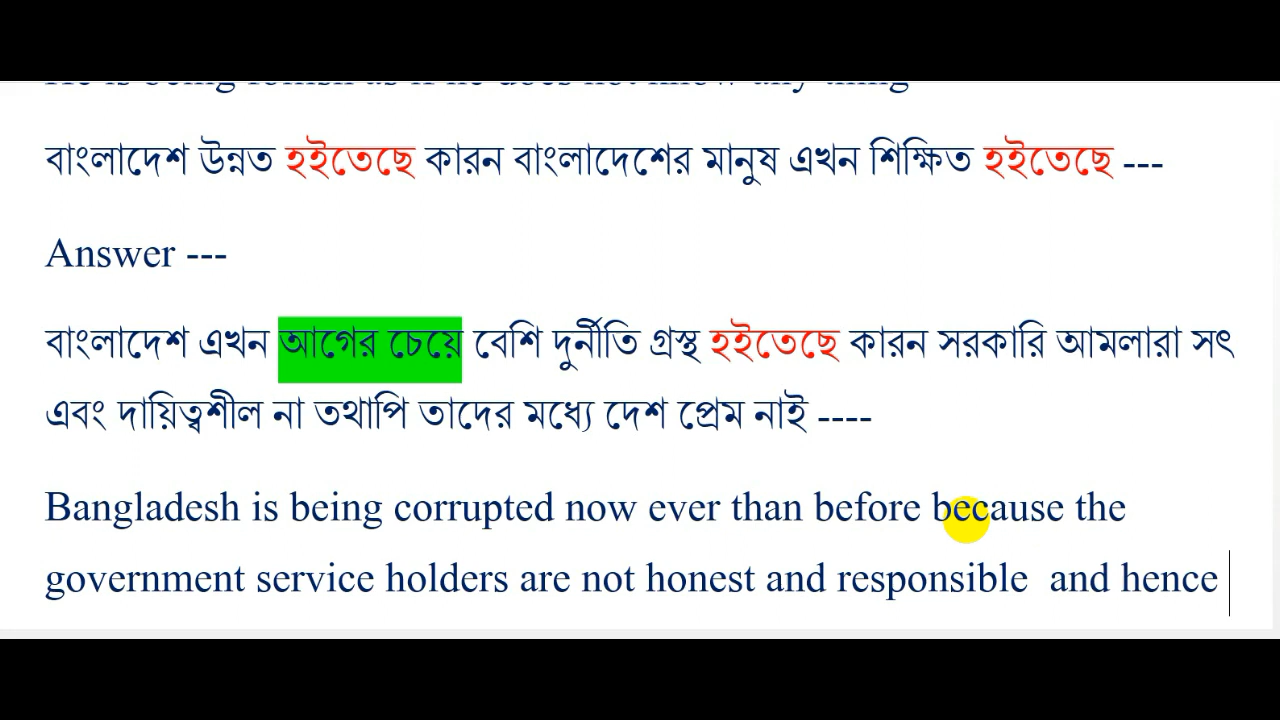 বাংলাদেশ উন্নত হইতেছে কারন বাংলাদেশের মানুষ এখন শিক্ষিত হইতেছে ---
Answer ---
বাংলাদেশ এখন আগের চেয়ে বেশি দুর্নীতি গ্রস্থ হইতেছে কারন সরকারি আমলারা সৎ
এবং দায়িত্বশীল না তথাপি তাদের মধ্যে দেশ প্রেম নাই ----
Bangladesh is being corrupted now ever than before because the
government service holders are not honest and responsible and hence